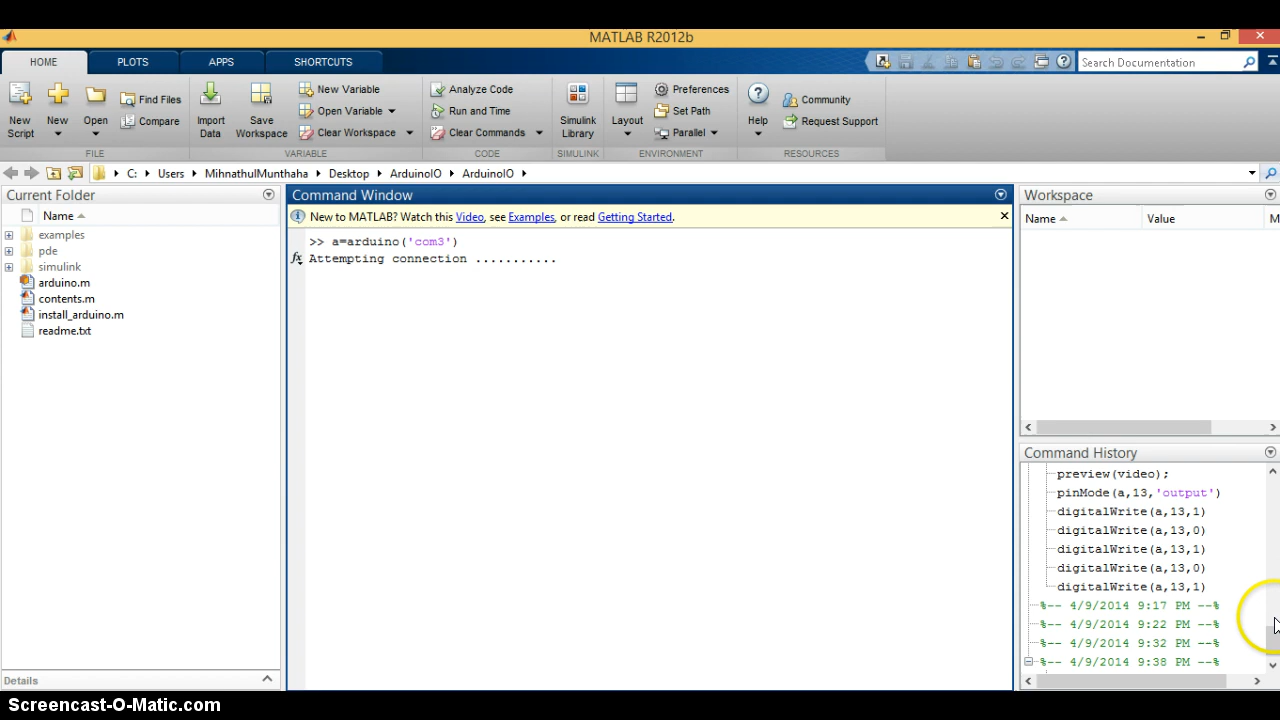 MATLAB R2012b
HOME PLOTS APPS SHORTCUTS
Search Documentation
New Script
New
Open
Find Files
Compare
FILE
Import Data
Save Workspace
New Variable
Open Variable
Clear Workspace
VARIABLE
Analyze Code
Run and Time
Clear Commands
CODE
Simulink Library
SIMULINK
Layout
Preferences
Set Path
Parallel
ENVIRONMENT
Help
Community
Request Support
RESOURCES
C: Users MihnathulMunthaha Desktop ArduinoIO ArduinoIO
Current Folder
Name
examples
pde
simulink
arduino.m
contents.m
install_arduino.m
readme.txt
Details
Command Window
New to MATLAB? Watch this Video, see Examples, or read Getting Started.
>> a=arduino('com3')
fx Attempting connection ...........
Workspace
Name Value M
Command History
preview(video);
pinMode(a,13,'output')
digitalWrite(a,13,1)
digitalWrite(a,13,0)
digitalWrite(a,13,1)
digitalWrite(a,13,0)
digitalWrite(a,13,1)
%-- 4/9/2014 9:17 PM --%
%-- 4/9/2014 9:22 PM --%
%-- 4/9/2014 9:32 PM --%
%-- 4/9/2014 9:38 PM --%
Screencast-O-Matic.com